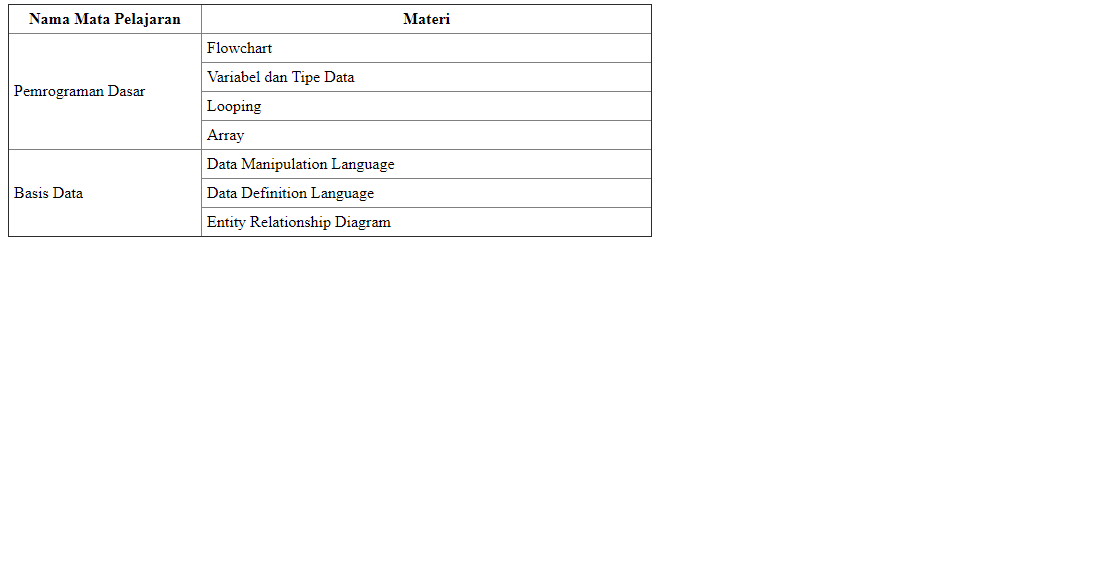 Nama Mata Pelajaran Materi
Pemrograman Dasar
Flowchart
Variabel dan Tipe Data
Looping
Array
Basis Data
Data Manipulation Language
Data Definition Language
Entity Relationship Diagram